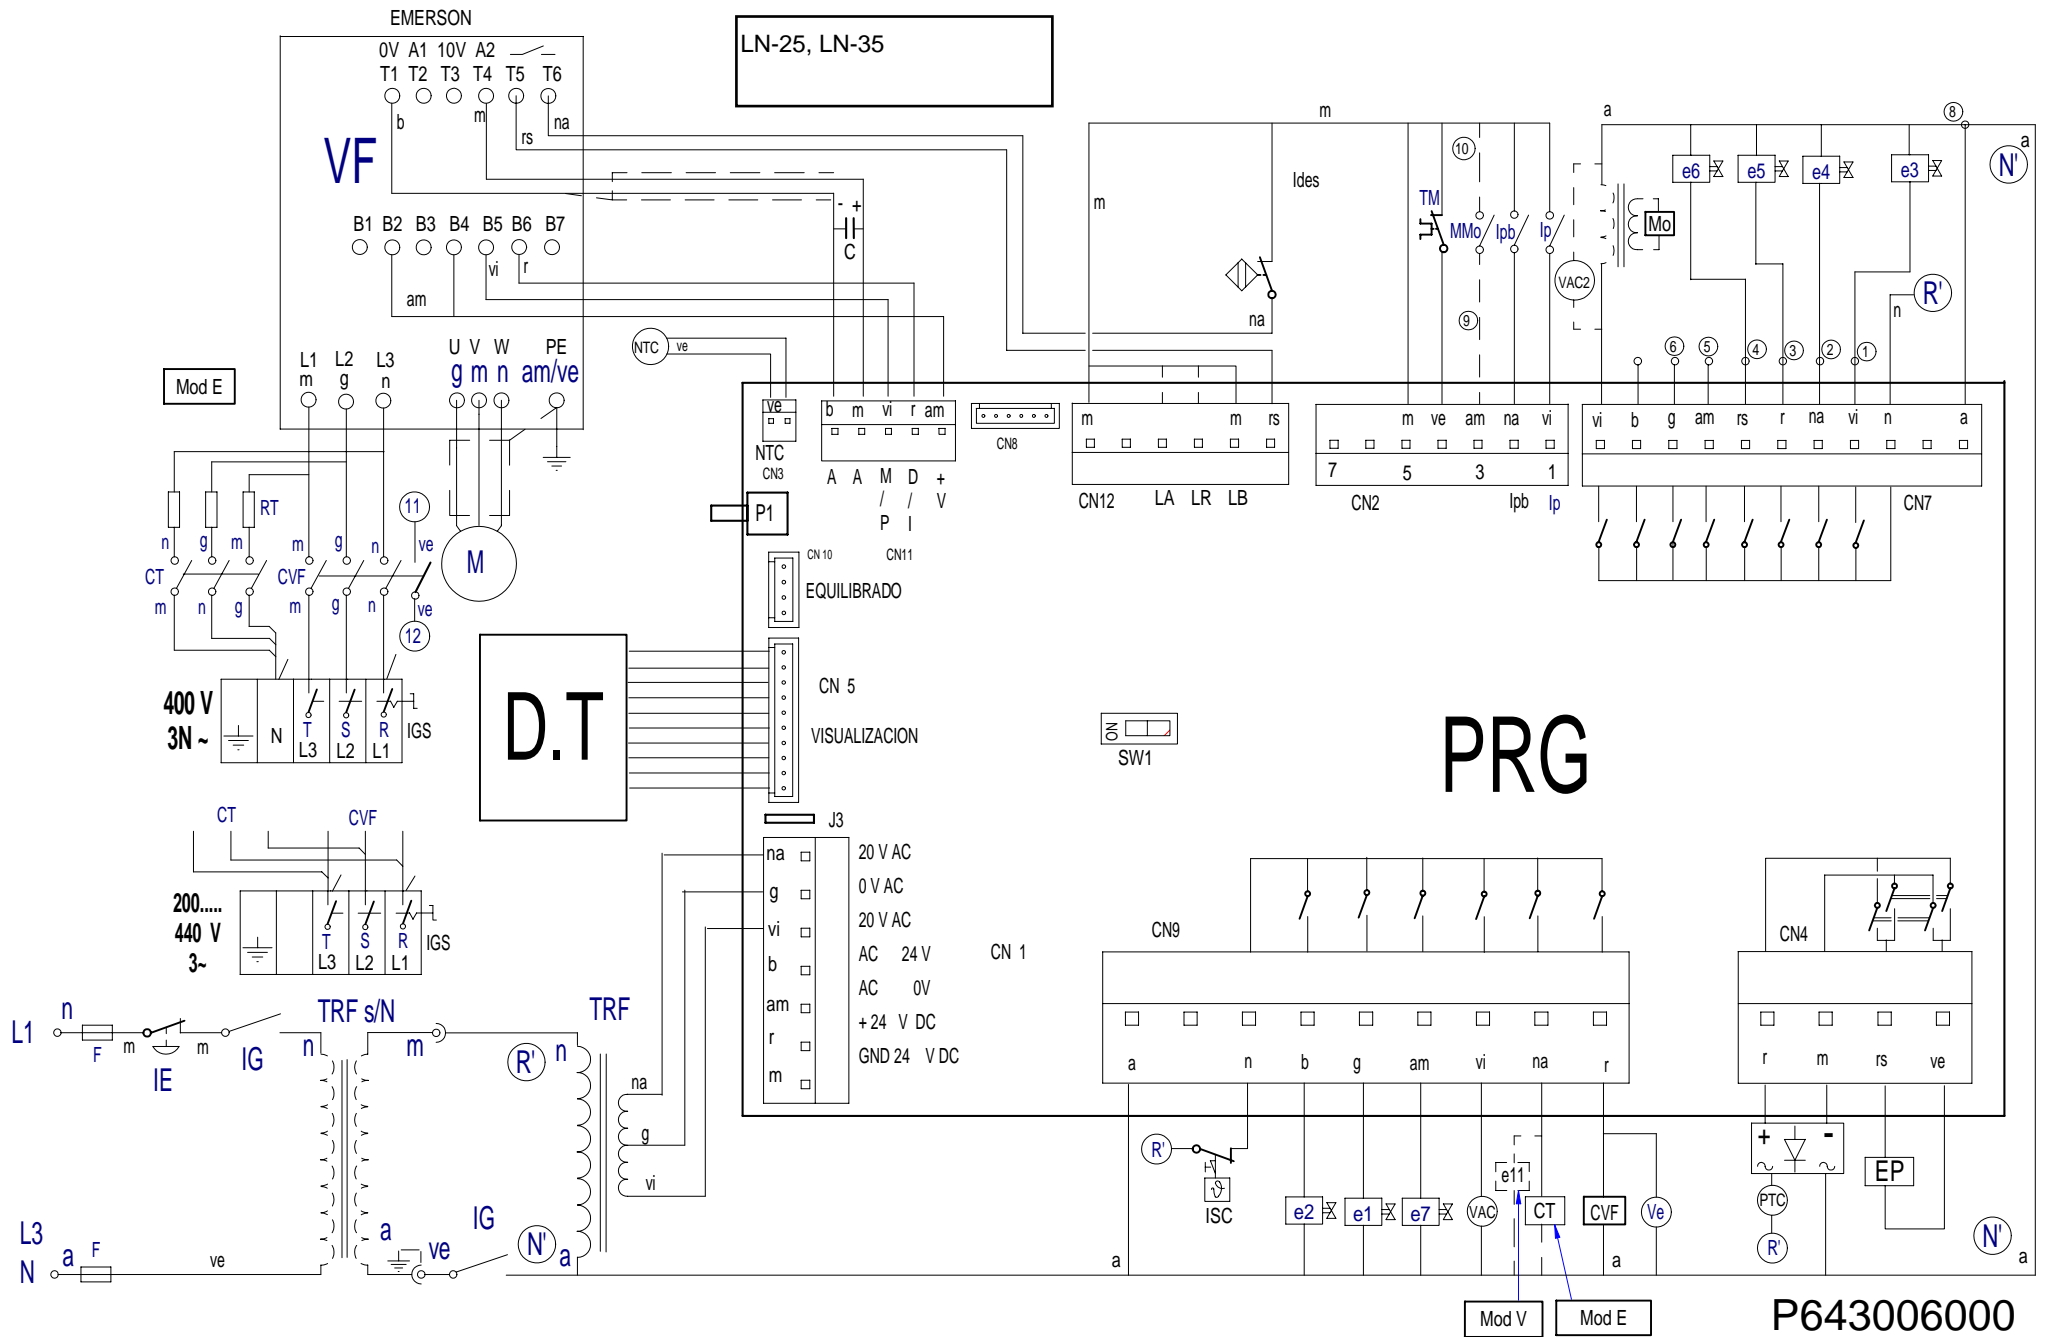 EMERSON
LN-25, LN-35
0V A1 10V A2
T1 T2 T3 T4 T5 T6
b m rs na
VF
B1 B2 B3 B4 B5 B6 B7
vi r
am
L1 L2 L3 U V W PE
m g n g m n am/ve
Mod E
- +
C
NTC ve
m
m
Ides
na
10
TM
MMo Ipb Ip
9
a
VAC2
Mo
e6 e5 e4 e3
8
a
N'
R'
n
6 5 4 3 2 1
ve
NTC
CN3
b m vi r am
A A M/P D/I +V
CN11
CN8
m m rs
CN12 LA LR LB
m ve am na vi
7 5 3 1
CN2 Ipb Ip
vi b g am rs r na vi n a
CN7
P1
CN 10
EQUILIBRADO
CN 5
VISUALIZACION
D.T
J3
SW1
NO
PRG
RT
n g m m g n
CT CVF
m n g m g n
11
ve
ve
12
M
400 V
3N ~
N T S R IGS
L3 L2 L1
CT CVF
200.....
440 V
3~
T S R IGS
L3 L2 L1
na 20 V AC
g 0 V AC
vi 20 V AC
b AC 24 V
am AC 0V
r + 24 V DC
m GND 24 V DC
CN 1
CN9
a n b g am vi na r
CN4
r m rs ve
L1 n F m IE m IG n
TRF s/N
m
R' n
TRF
na
g
vi
L3
N a F ve
a
ve IG N' a
R'
ISC
e2 e1 e7 VAC e11 CT CVF Ve
a a
+ -
PTC
R'
EP
N'
a
Mod V Mod E
P643006000